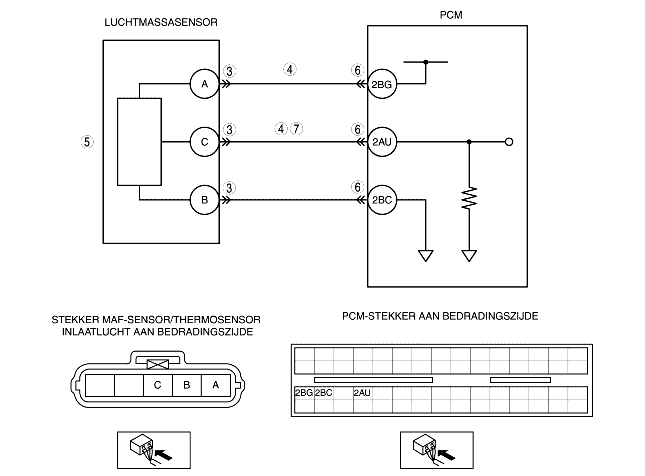 LUCHTMASSASENSOR
PCM
A 3 4 6 2BG
5 C 3 4 7 6 2AU
B 3 6 2BC
STEKKER MAF-SENSOR/THERMOSENSOR
INLAATLUCHT AAN BEDRADINGSZIJDE
PCM-STEKKER AAN BEDRADINGSZIJDE
C B A
2BG 2BC 2AU